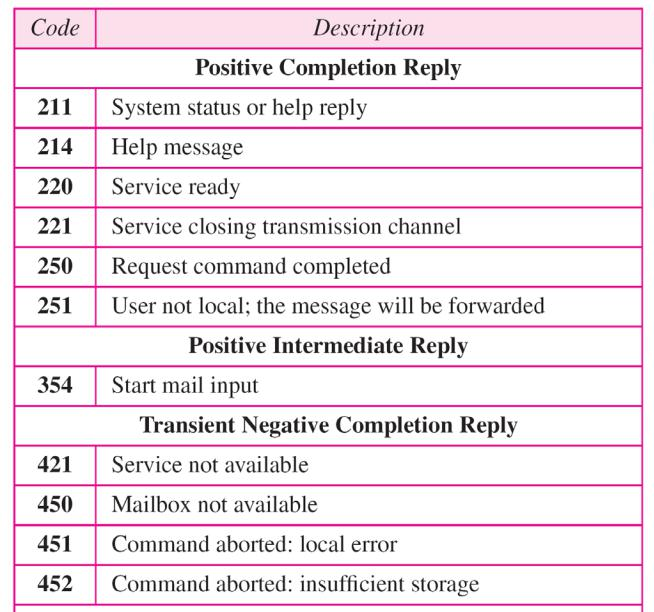 Code Description
Positive Completion Reply
211 System status or help reply
214 Help message
220 Service ready
221 Service closing transmission channel
250 Request command completed
251 User not local; the message will be forwarded
Positive Intermediate Reply
354 Start mail input
Transient Negative Completion Reply
421 Service not available
450 Mailbox not available
451 Command aborted: local error
452 Command aborted: insufficient storage